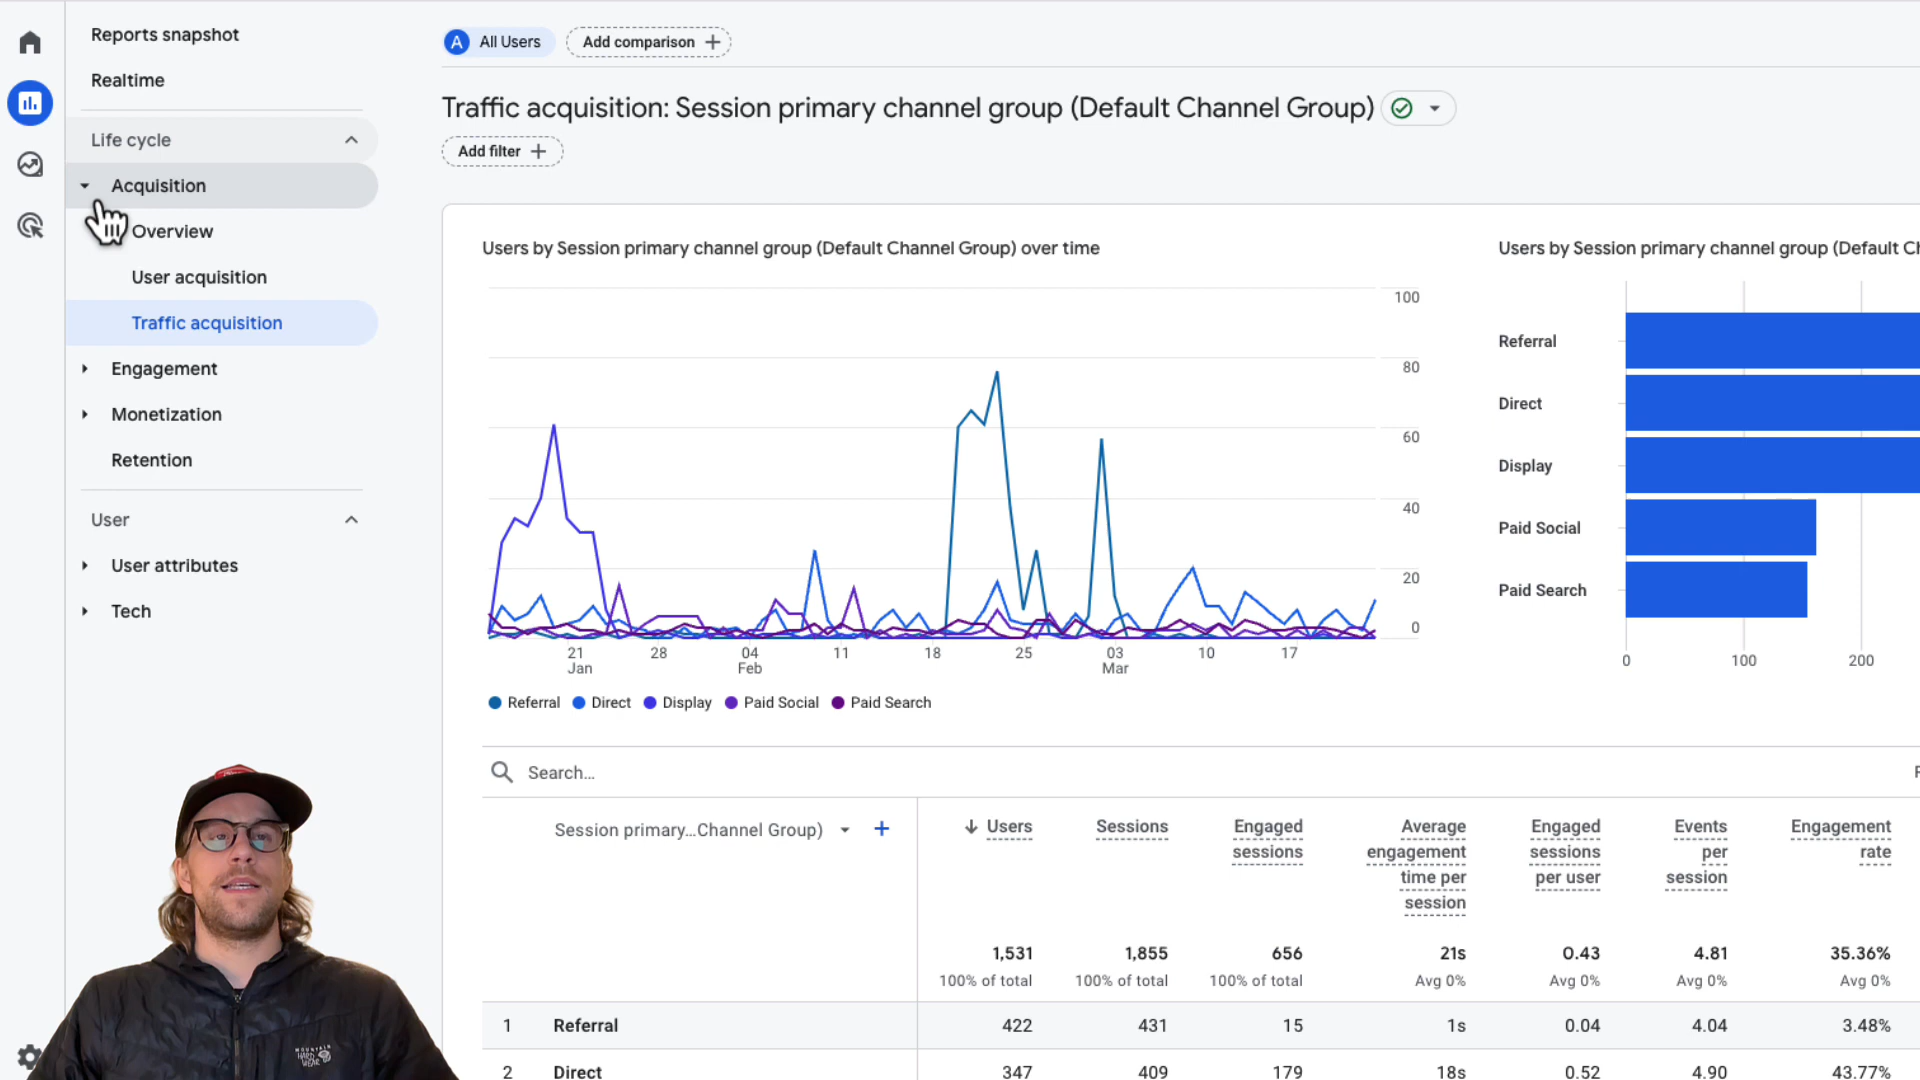 Reports snapshot
Realtime
Life cycle
Acquisition
Overview
User acquisition
Traffic acquisition
Engagement
Monetization
Retention
User
User attributes
Tech
A All Users
Add comparison +
Traffic acquisition: Session primary channel group (Default Channel Group)
Add filter +
Users by Session primary channel group (Default Channel Group) over time
100
80
60
40
20
0
21 28 04 11 18 25 03 10 17
Jan Feb Mar
Referral Direct Display Paid Social Paid Search
Users by Session primary channel group (Default Ch
Referral
Direct
Display
Paid Social
Paid Search
0 100 200
Search...
Session primary...Channel Group) +
Users Sessions Engaged Average Engaged Events Engagement
sessions engagement sessions per rate
time per per user session
session
1,531 1,855 656 21s 0.43 4.81 35.36%
100% of total 100% of total 100% of total Avg 0% Avg 0% Avg 0% Avg 0%
1 Referral 422 431 15 1s 0.04 4.04 3.48%
2 Direct 347 409 179 18s 0.52 4.90 43.77%
MOUNTAIN
HARD
WEAR